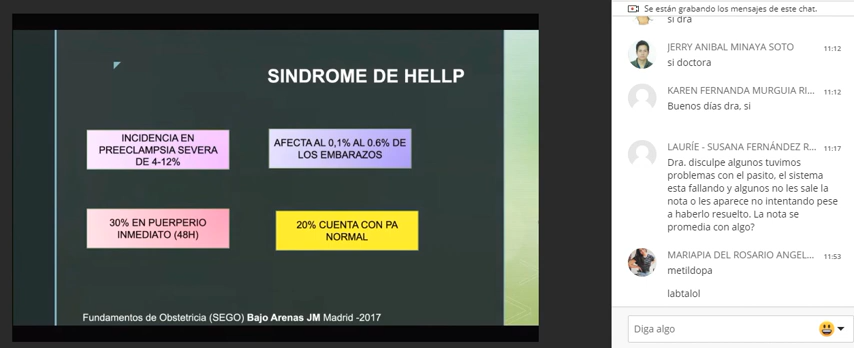 SINDROME DE HELLP
INCIDENCIA EN
PREECLAMPSIA SEVERA
DE 4-12%
AFECTA AL 0,1% AL 0.6% DE
LOS EMBARAZOS
30% EN PUERPERIO
INMEDIATO (48H)
20% CUENTA CON PA
NORMAL
Fundamentos de Obstetricia (SEGO) Bajo Arenas JM Madrid -2017
Se están grabando los mensajes de este chat.
si dra
JERRY ANIBAL MINAYA SOTO 11:12
si doctora
KAREN FERNANDA MURGUIA RI... 11:12
Buenos días dra, si
LAURÍE - SUSANA FERNÁNDEZ R... 11:17
Dra. disculpe algunos tuvimos
problemas con el pasito, el sistema
esta fallando y algunos no les sale la
nota o les aparece no intentando pese
a haberlo resuelto. La nota se
promedia con algo?
MARIAPIA DEL ROSARIO ANGEL... 11:53
metildopa
labtalol
Diga algo